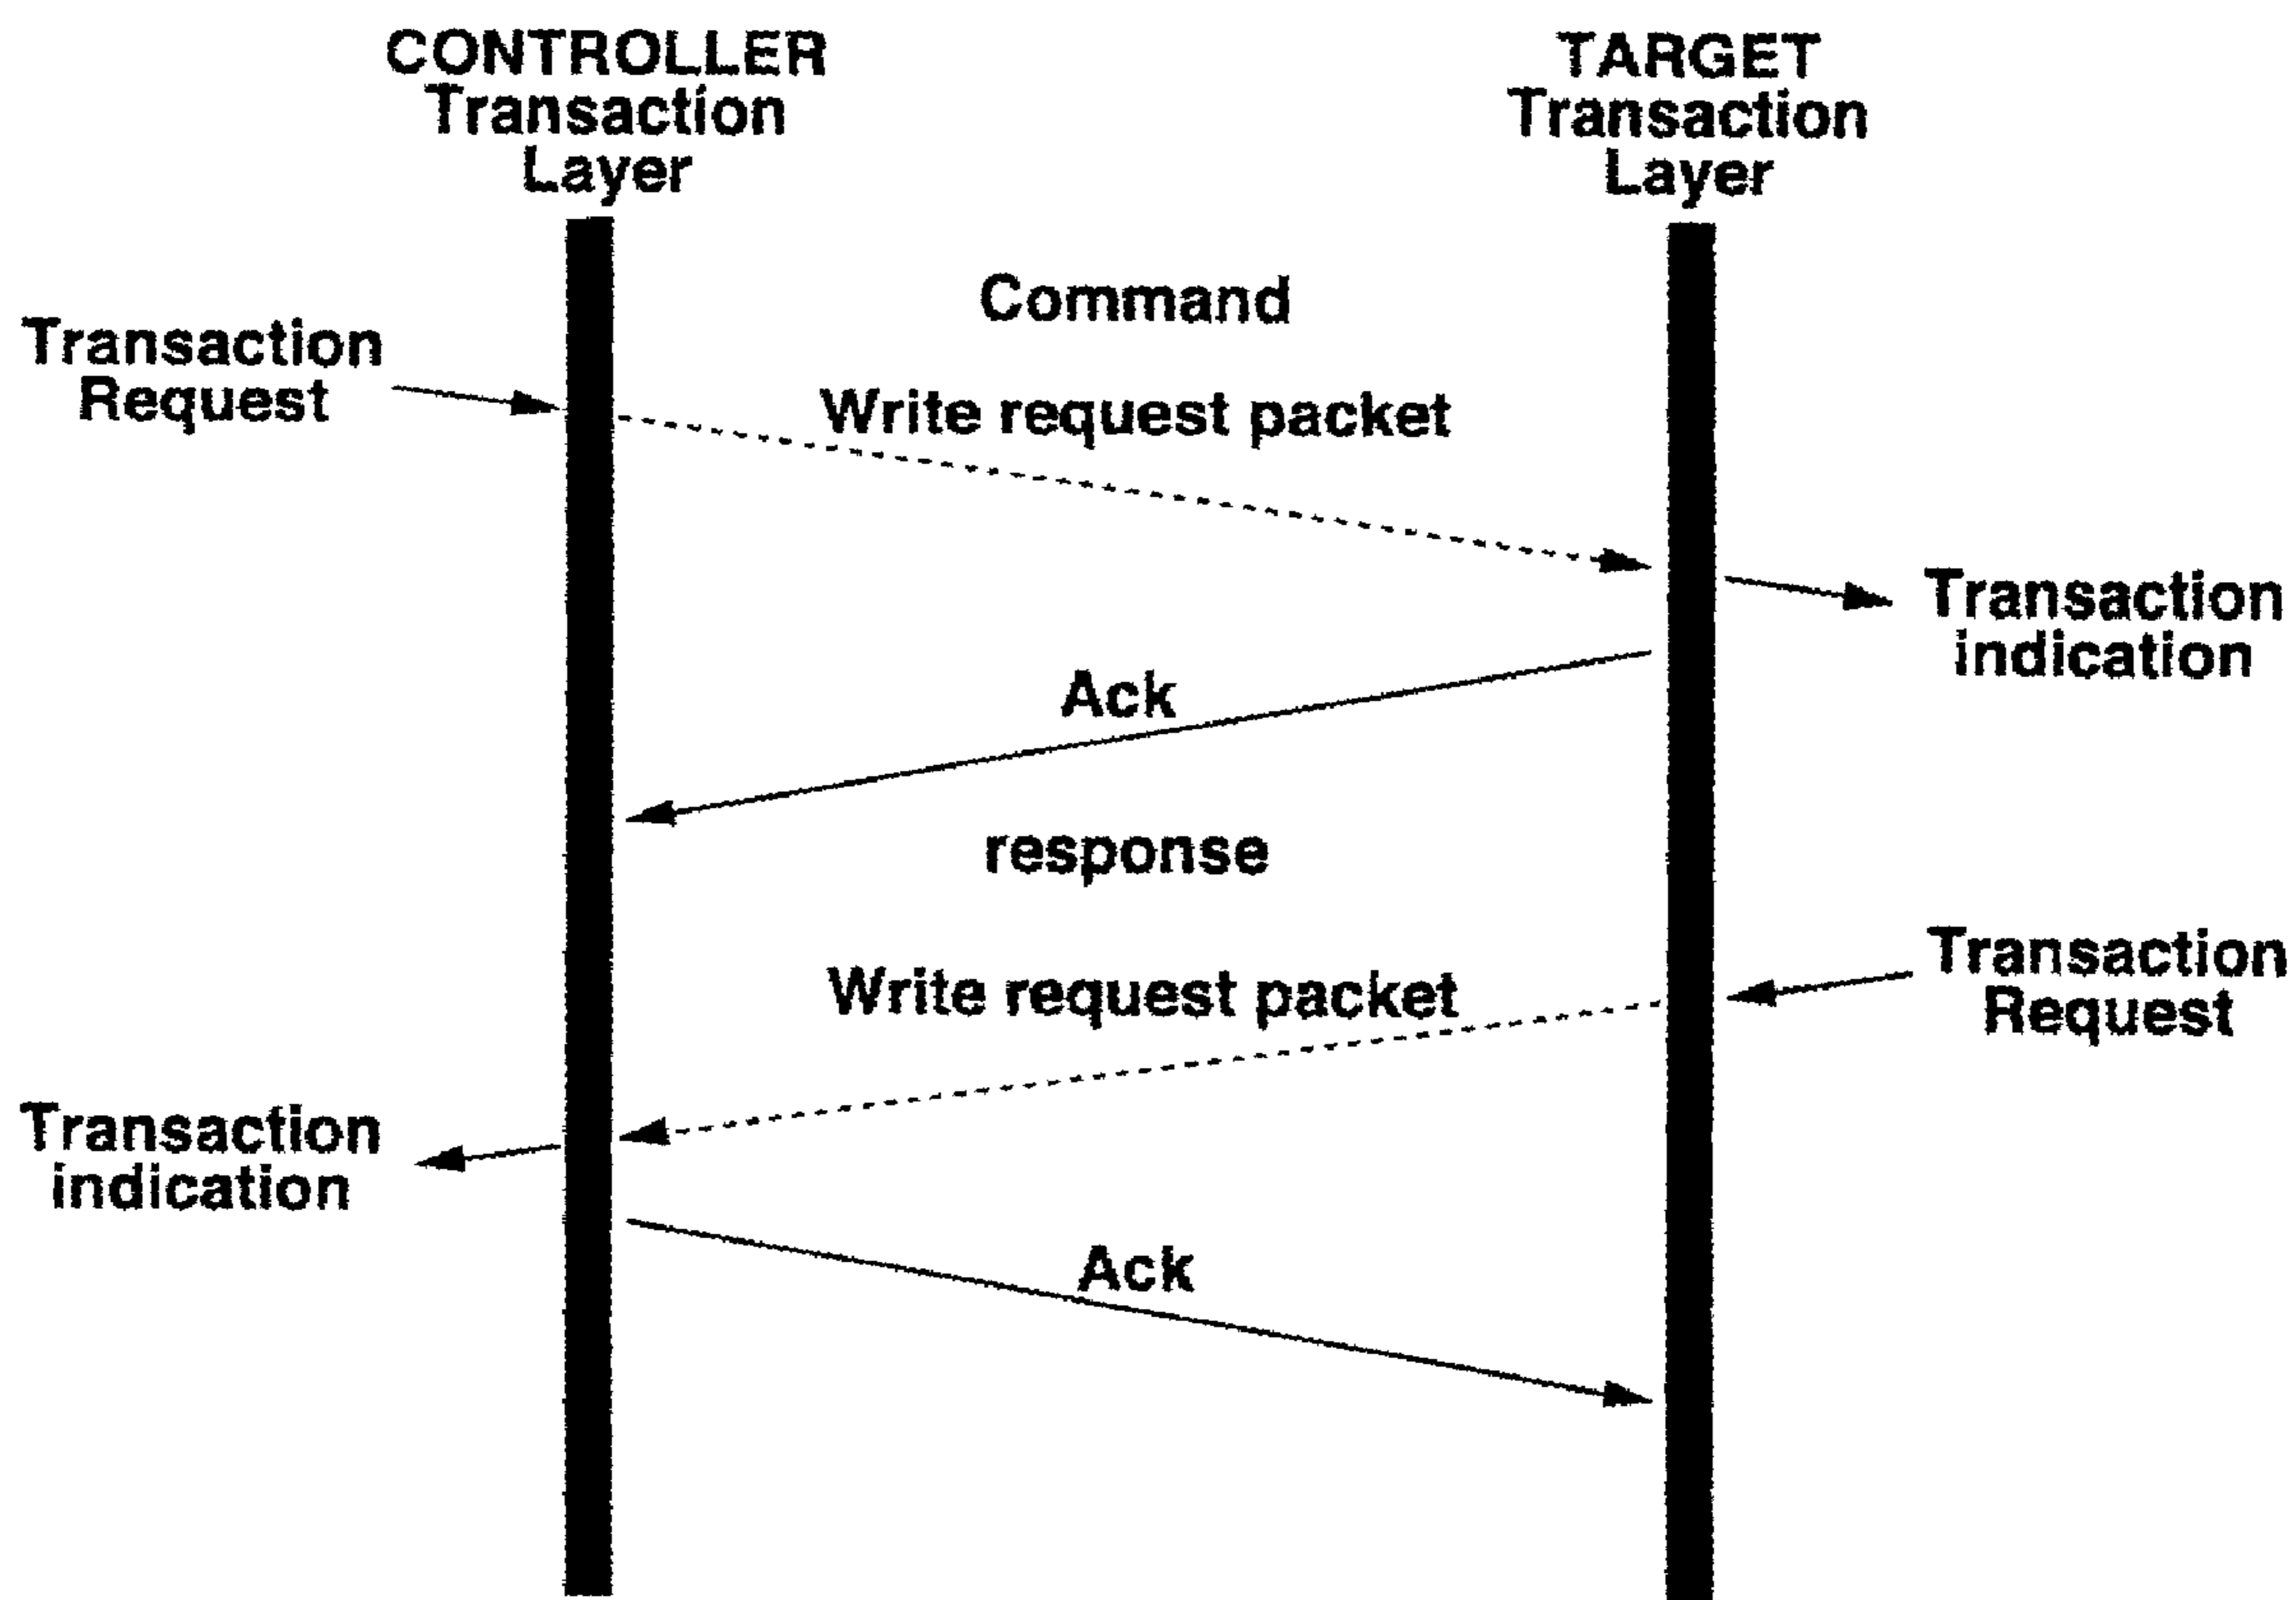 CONTROLLER
Transaction
Layer
TARGET
Transaction
Layer
Command
Transaction
Request
Write request packet
Transaction
indication
Ack
response
Transaction
Request
Write request packet
Transaction
indication
Ack